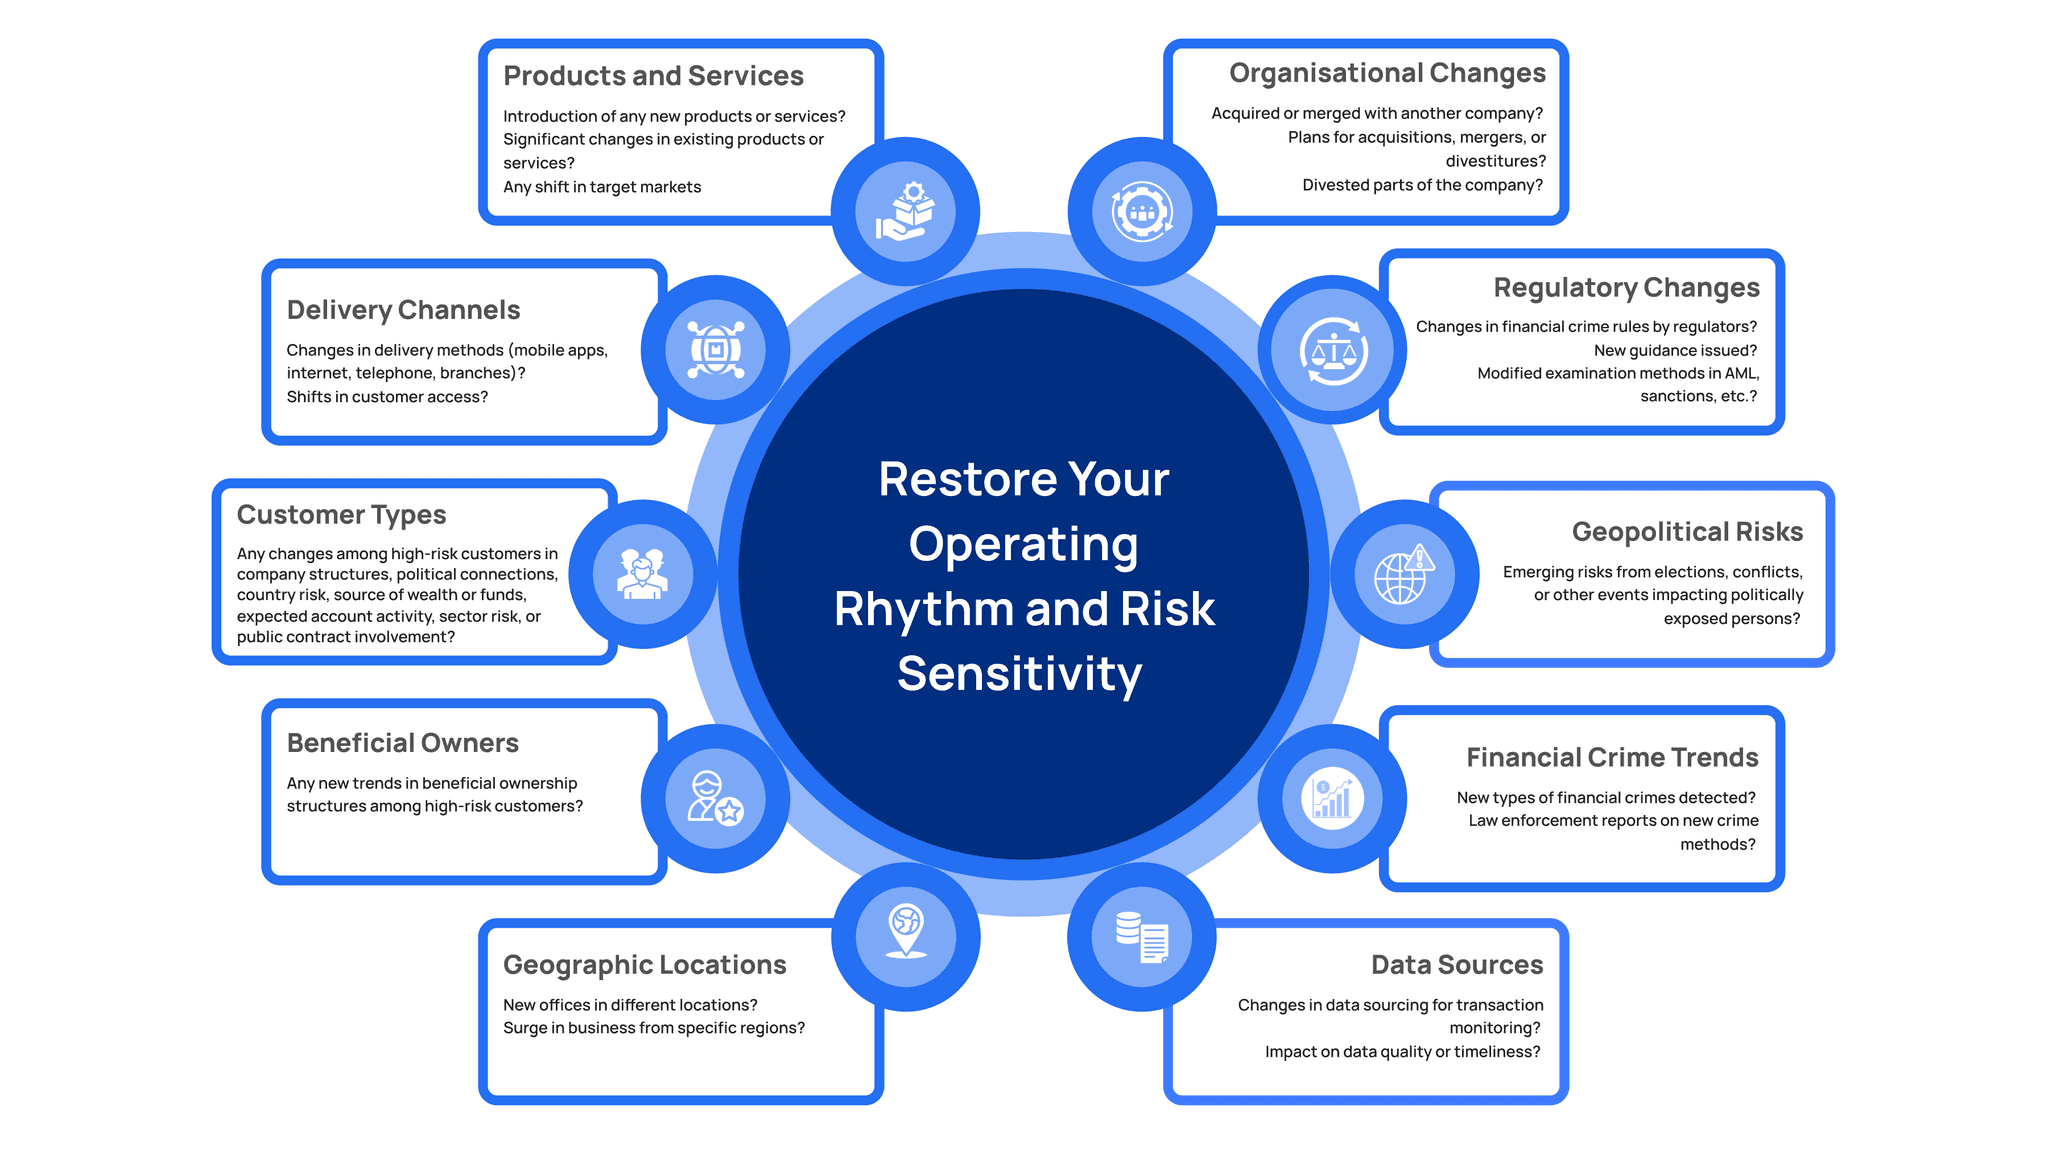 Products and Services
Introduction of any new products or services?
Significant changes in existing products or
services?
Any shift in target markets
Organisational Changes
Acquired or merged with another company?
Plans for acquisitions, mergers, or
divestitures?
Divested parts of the company?
Delivery Channels
Changes in delivery methods (mobile apps,
internet, telephone, branches)?
Shifts in customer access?
Regulatory Changes
Changes in financial crime rules by regulators?
New guidance issued?
Modified examination methods in AML,
sanctions, etc.?
Customer Types
Any changes among high-risk customers in
company structures, political connections,
country risk, source of wealth or funds,
expected account activity, sector risk, or
public contract involvement?
Restore Your
Operating
Rhythm and Risk
Sensitivity
Geopolitical Risks
Emerging risks from elections, conflicts,
or other events impacting politically
exposed persons?
Beneficial Owners
Any new trends in beneficial ownership
structures among high-risk customers?
Financial Crime Trends
New types of financial crimes detected?
Law enforcement reports on new crime
methods?
Geographic Locations
New offices in different locations?
Surge in business from specific regions?
Data Sources
Changes in data sourcing for transaction
monitoring?
Impact on data quality or timeliness?